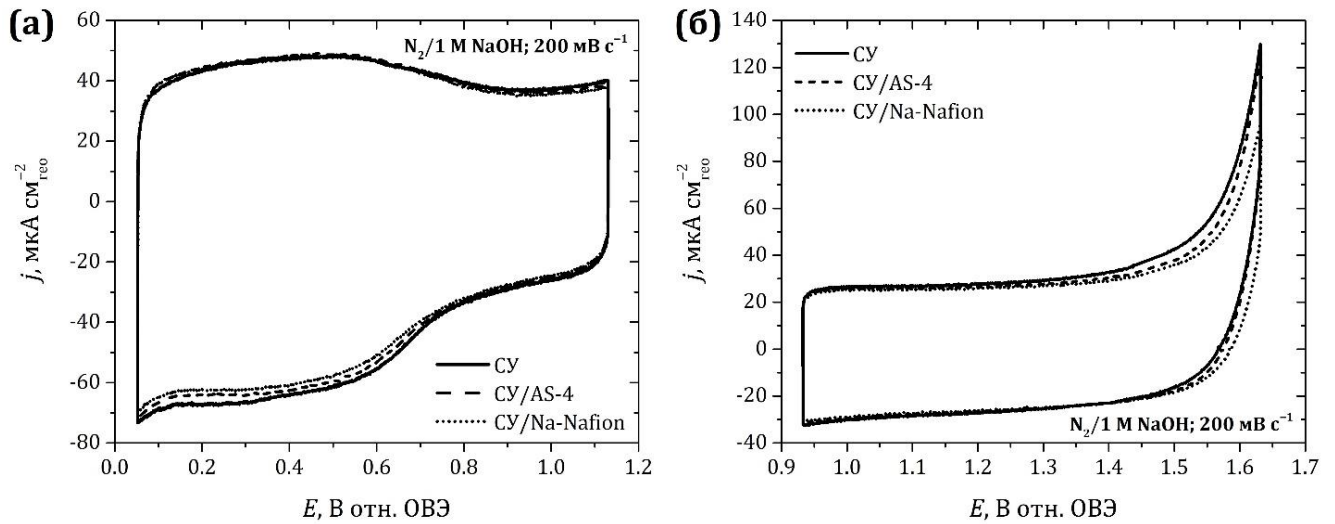 (а)
N₂/1 М NaOH; 200 мВ с⁻¹
60
40
20
0
-20
-40
-60
-80
j, мкА см⁻²гео
СУ
СУ/AS-4
СУ/Na-Nafion
0.0 0.2 0.4 0.6 0.8 1.0 1.2
E, В отн. ОВЭ
(б)
140
120
100
80
60
40
20
0
-20
-40
j, мкА см⁻²гео
СУ
СУ/AS-4
СУ/Na-Nafion
N₂/1 М NaOH; 200 мВ с⁻¹
0.9 1.0 1.1 1.2 1.3 1.4 1.5 1.6 1.7
E, В отн. ОВЭ